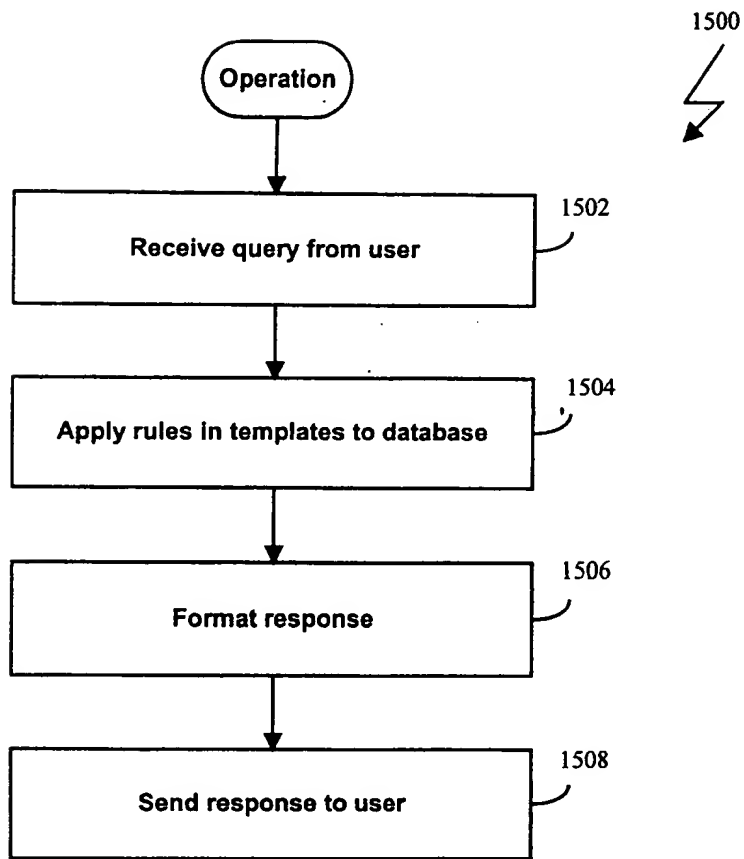 1500
Operation
1502
Receive query from user
1504
Apply rules in templates to database
1506
Format response
1508
Send response to user